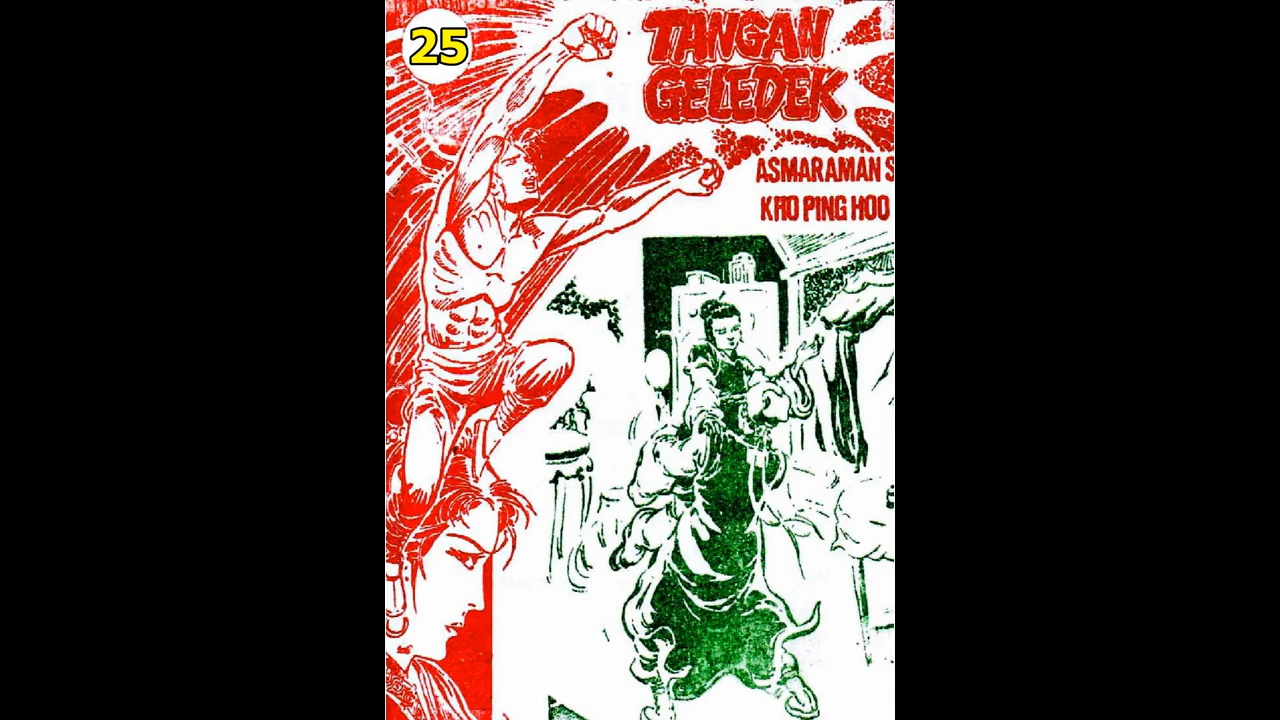 25
TANGAN
GELEDEK
ASMARAMAN S
KHO PING HOO